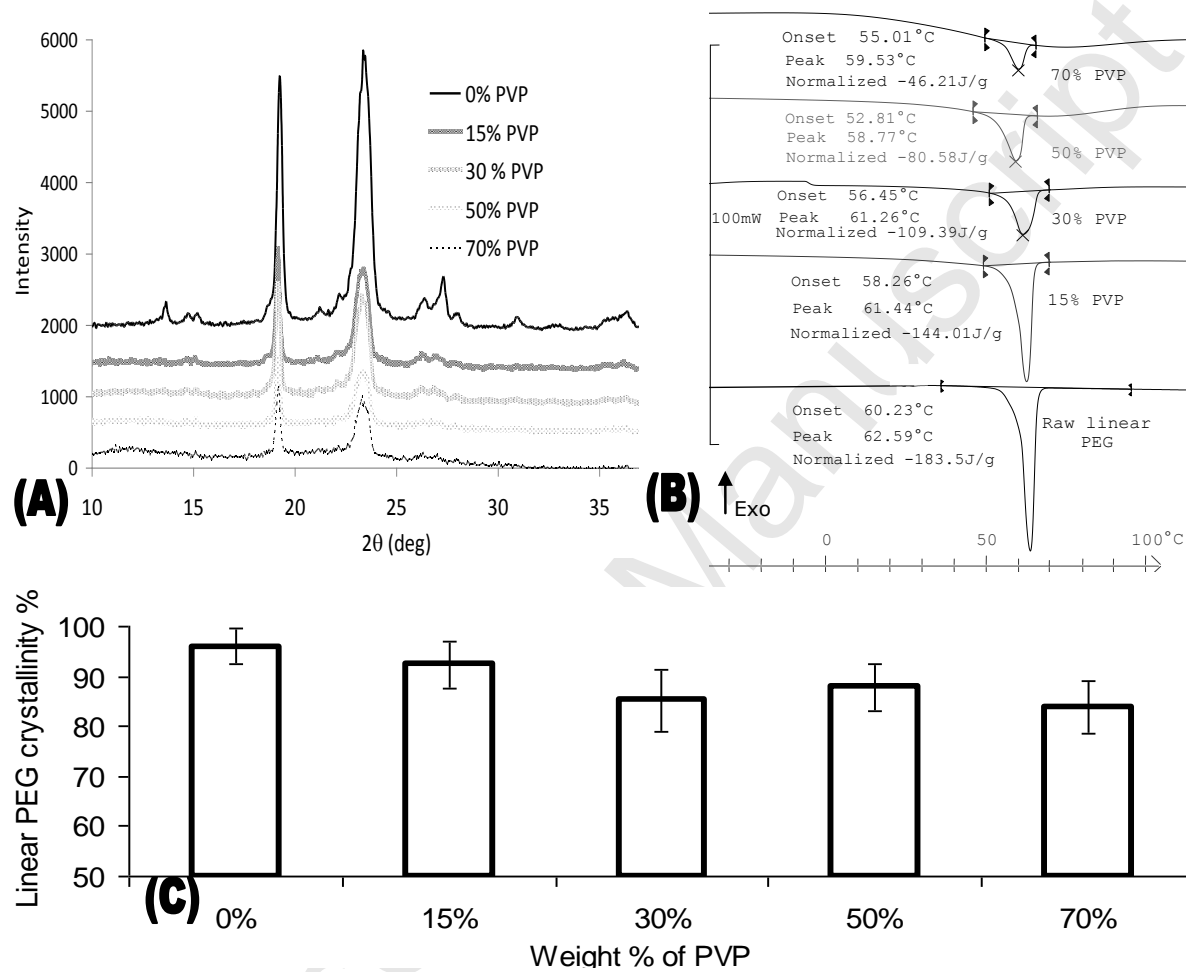 6000
5000
4000
3000
2000
1000
0
Intensity
0% PVP
15% PVP
30 % PVP
50% PVP
70% PVP
10 15 20 25 30 35
2θ (deg)
(A)
Onset 55.01°C
Peak 59.53°C
Normalized -46.21J/g
70% PVP
Onset 52.81°C
Peak 58.77°C
Normalized -80.58J/g
50% PVP
Onset 56.45°C
100mW Peak 61.26°C
Normalized -109.39J/g
30% PVP
Onset 58.26°C
Peak 61.44°C
Normalized -144.01J/g
15% PVP
Onset 60.23°C
Peak 62.59°C
Normalized -183.5J/g
Raw linear
PEG
(B)
Exo
0 50 100°C
Manuscript
Linear PEG crystallinity %
100
90
80
70
60
50
(C)
0% 15% 30% 50% 70%
Weight % of PVP